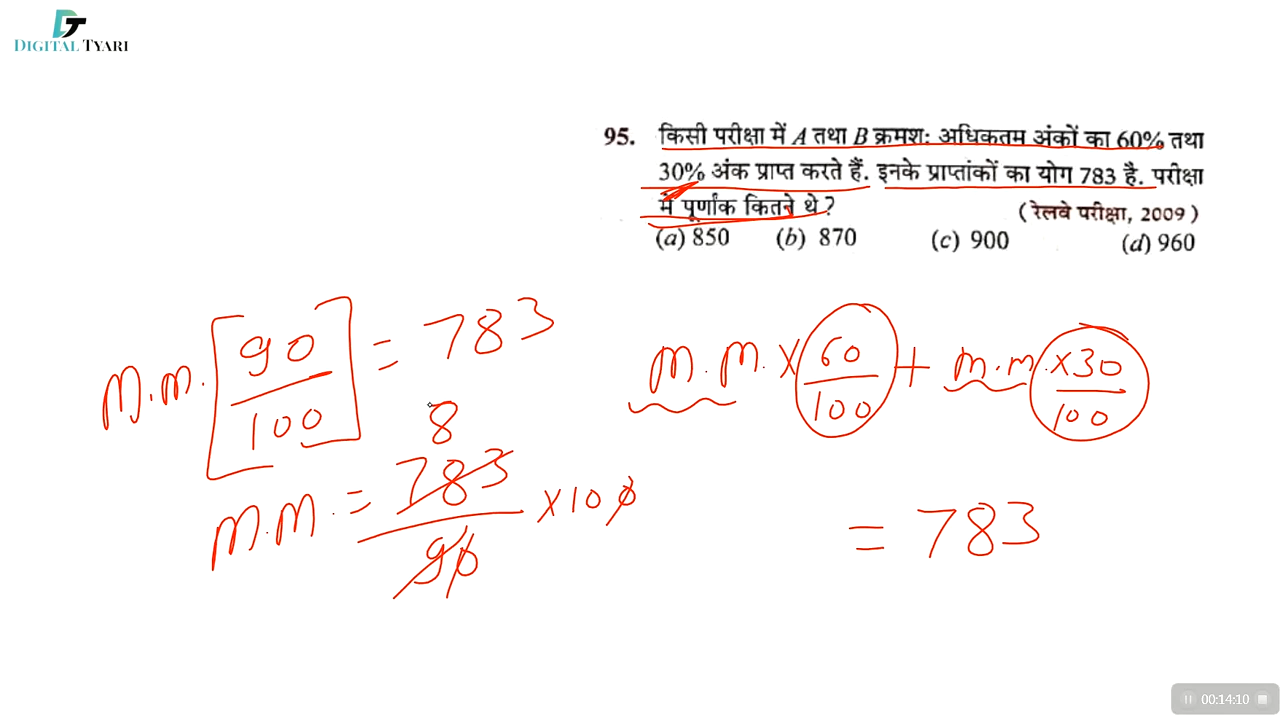 DIGITAL TYARI
95. किसी परीक्षा में A तथा B क्रमश: अधिकतम अंकों का 60% तथा
30% अंक प्राप्त करते हैं. इनके प्राप्तांकों का योग 783 है. परीक्षा
में पूर्णांक कितने थे ?
(रेलवे परीक्षा, 2009)
(a) 850 (b) 870 (c) 900 (d) 960
M.M. [90/100] = 783
8
M.M. = 783/90 × 100
M.M. × 60/100 + M.M. × 30/100
= 783
00:14:10